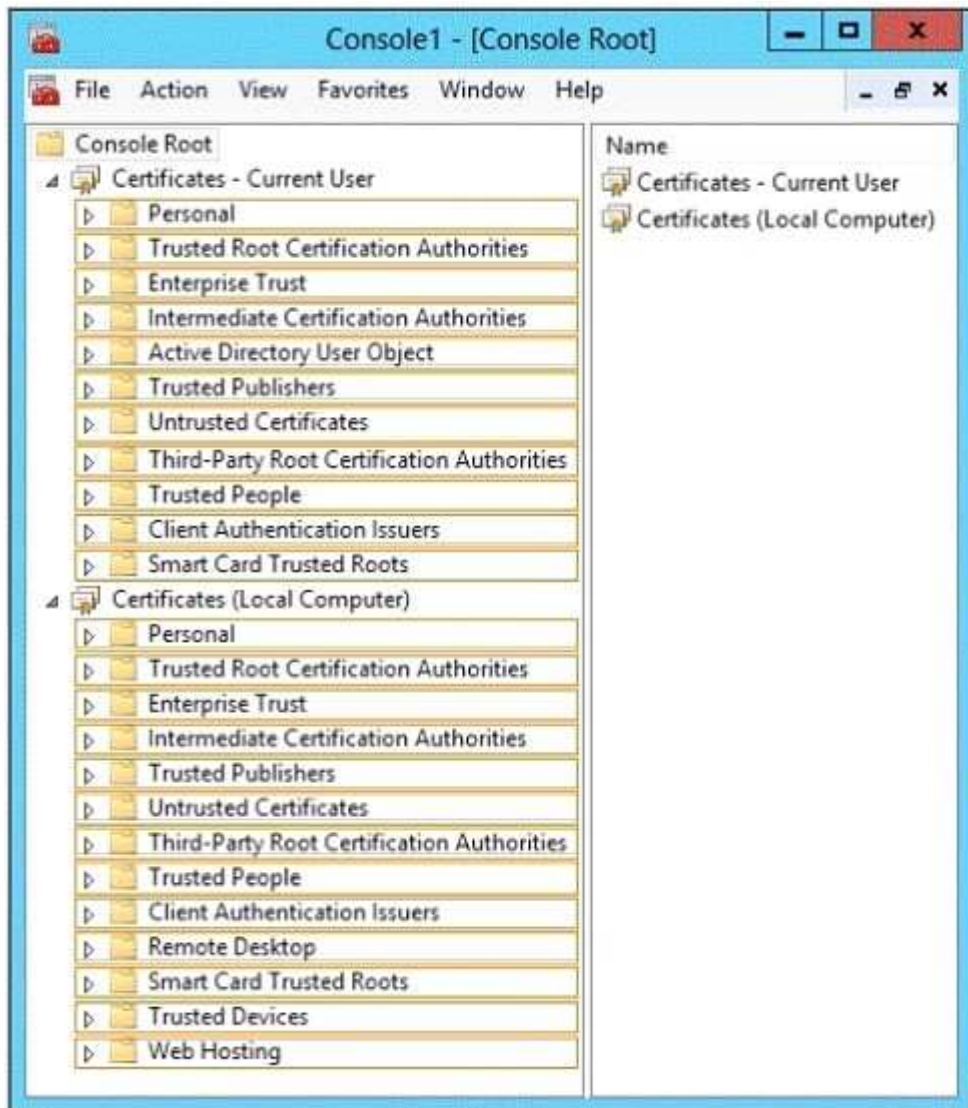 Console1 - [Console Root]
File Action View Favorites Window Help
Console Root
Certificates - Current User
Personal
Trusted Root Certification Authorities
Enterprise Trust
Intermediate Certification Authorities
Active Directory User Object
Trusted Publishers
Untrusted Certificates
Third-Party Root Certification Authorities
Trusted People
Client Authentication Issuers
Smart Card Trusted Roots
Certificates (Local Computer)
Personal
Trusted Root Certification Authorities
Enterprise Trust
Intermediate Certification Authorities
Trusted Publishers
Untrusted Certificates
Third-Party Root Certification Authorities
Trusted People
Client Authentication Issuers
Remote Desktop
Smart Card Trusted Roots
Trusted Devices
Web Hosting
Name
Certificates - Current User
Certificates (Local Computer)